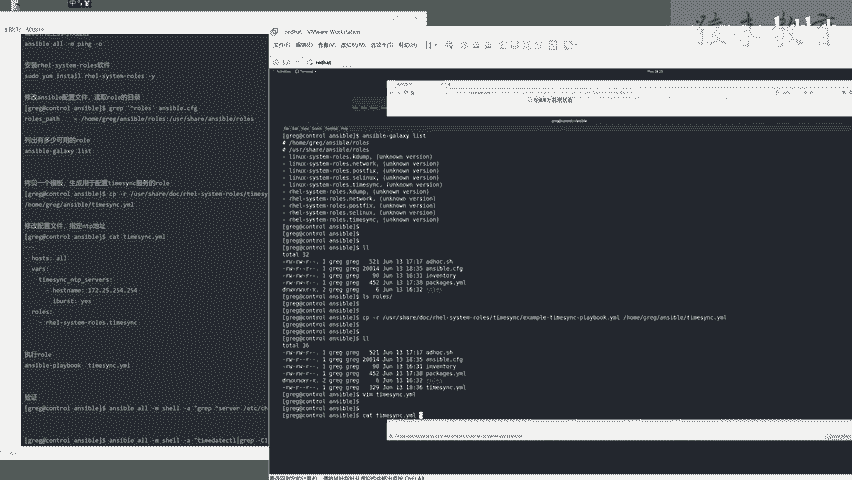 ansible all -m ping -o
安装rhel-system-roles软件
sudo yum install rhel-system-roles -y
修改ansible配置文件，读取role的目录
[greg@control ansible]$ grep ^roles ansible.cfg
roles_path = /home/greg/ansible/roles:/usr/share/ansible/roles
列出有多少可用的role
ansible-galaxy list
拷贝一个模板，生成用于配置timesync服务的role
[greg@control ansible]$ cp -r /usr/share/doc/rhel-system-roles/timesy
/home/greg/ansible/timesync.yml
修改配置文件，指定ntp地址
[greg@control ansible]$ cat timesync.yml
- hosts: all
vars:
timesync_ntp_servers:
- hostname: 172.25.254.254
iburst: yes
roles:
- rhel-system-roles.timesync
执行role
ansible-playbook timesync.yml
验证
[greg@control ansible]$ ansible all -m shell -a "grep ^server /etc/ch
[greg@control ansible]$ ansible all -m shell -a "timedatectl|grep -C1
[greg@control ansible]$ ansible-galaxy list
# /home/greg/ansible/roles
# /usr/share/ansible/roles
- linux-system-roles.kdump, (unknown version)
- linux-system-roles.network, (unknown version)
- linux-system-roles.postfix, (unknown version)
- linux-system-roles.selinux, (unknown version)
- linux-system-roles.timesync, (unknown version)
- rhel-system-roles.kdump, (unknown version)
- rhel-system-roles.network, (unknown version)
- rhel-system-roles.postfix, (unknown version)
- rhel-system-roles.selinux, (unknown version)
- rhel-system-roles.timesync, (unknown version)
[greg@control ansible]$
[greg@control ansible]$
[greg@control ansible]$
[greg@control ansible]$ ll
total 32
-rw-rw-r--. 1 greg greg 521 Jun 13 17:17 adhoc.sh
-rw-rw-r--. 1 greg greg 20014 Jun 13 18:35 ansible.cfg
-rw-rw-r--. 1 greg greg 90 Jun 13 16:31 inventory
-rw-rw-r--. 1 greg greg 452 Jun 13 17:38 packages.yml
drwxrwxr-x. 2 greg greg 6 Jun 13 16:32 roles
[greg@control ansible]$ ls roles/
[greg@control ansible]$
[greg@control ansible]$
[greg@control ansible]$ cp -r /usr/share/doc/rhel-system-roles/timesync/example-timesync-playbook.yml /home/greg/ansible/timesync.yml
[greg@control ansible]$
[greg@control ansible]$
[greg@control ansible]$ ll
total 36
-rw-rw-r--. 1 greg greg 521 Jun 13 17:17 adhoc.sh
-rw-rw-r--. 1 greg greg 20014 Jun 13 18:35 ansible.cfg
-rw-rw-r--. 1 greg greg 90 Jun 13 16:31 inventory
-rw-rw-r--. 1 greg greg 452 Jun 13 17:38 packages.yml
drwxrwxr-x. 2 greg greg 6 Jun 13 16:32 roles
-rw-rw-r--. 1 greg greg 329 Jun 13 18:36 timesync.yml
[greg@control ansible]$ vim timesync.yml
[greg@control ansible]$
[greg@control ansible]$
[greg@control ansible]$ cat timesync.yml